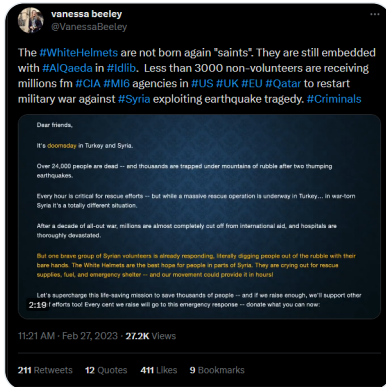 vanessa beeley
@VanessaBeeley
The #WhiteHelmets are not born again "saints". They are still embedded
with #AlQaeda in #Idlib. Less than 3000 non-volunteers are receiving
millions fm #CIA #MI6 agencies in #US #UK #EU #Qatar to restart
military war against #Syria exploiting earthquake tragedy. #Criminals
Dear friends,
It's doomsday in Turkey and Syria.
Over 24,000 people are dead -- and thousands are trapped under mountains of rubble after two thumping
earthquakes.
Every hour is critical for rescue efforts -- but while a massive rescue operation is underway in Turkey... in war-torn
Syria it's a totally different situation.
After a decade of all-out war, millions are almost completely cut off from international aid, and hospitals are
thoroughly devastated.
But one brave group of Syrian volunteers is already responding, literally digging people out of the rubble with their
bare hands. The White Helmets are the best hope for people in parts of Syria. They are crying out for rescue
supplies, fuel, and emergency shelter -- and our movement could provide it in hours!
Let's supercharge this life-saving mission to save thousands of people -- and if we raise enough, we'll support other
2:19 efforts too! Every cent we raise will go to this emergency response -- donate what you can now:
11:21 AM · Feb 27, 2023 · 27.2K Views
211 Retweets 12 Quotes 411 Likes 9 Bookmarks